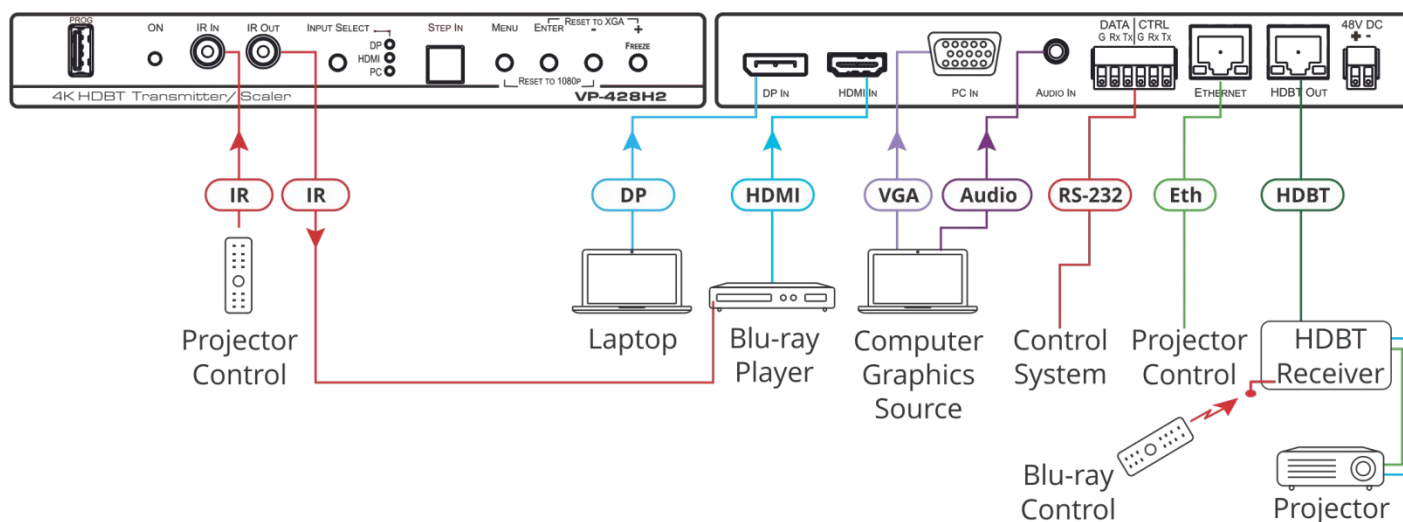 PROG
ON
IR IN
IR OUT
INPUT SELECT
DP
HDMI
PC
STEP IN
MENU
ENTER
RESET TO XGA
-
+
FREEZE
RESET TO 1080P
4K HDBT Transmitter/Scaler
VP-428H2
DP IN
HDMI IN
PC IN
AUDIO IN
DATA | CTRL
G Rx Tx G Rx Tx
ETHERNET
HDBT OUT
48V DC
+ -
IR
IR
DP
HDMI
VGA
Audio
RS-232
Eth
HDBT
Projector
Control
Laptop
Blu-ray
Player
Computer
Graphics
Source
Control
System
Projector
Control
HDBT
Receiver
Blu-ray
Control
Projector